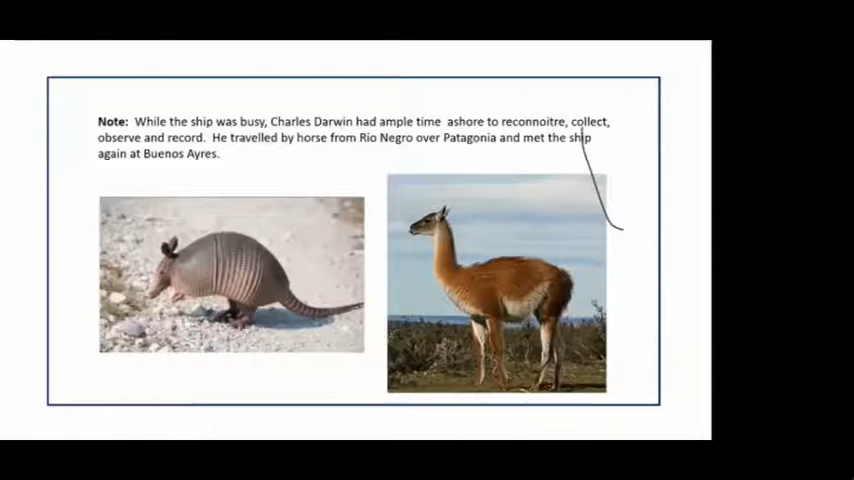 Note: While the ship was busy, Charles Darwin had ample time ashore to reconnoitre, collect,
observe and record. He travelled by horse from Rio Negro over Patagonia and met the ship
again at Buenos Ayres.